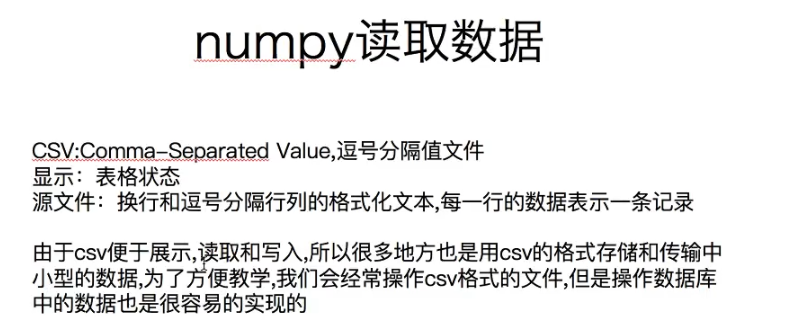 numpy读取数据
CSV:Comma-Separated Value,逗号分隔值文件
显示：表格状态
源文件：换行和逗号分隔行列的格式化文本,每一行的数据表示一条记录
由于csv便于展示,读取和写入,所以很多地方也是用csv的格式存储和传输中
小型的数据,为了方便教学,我们会经常操作csv格式的文件,但是操作数据库
中的数据也是很容易的实现的